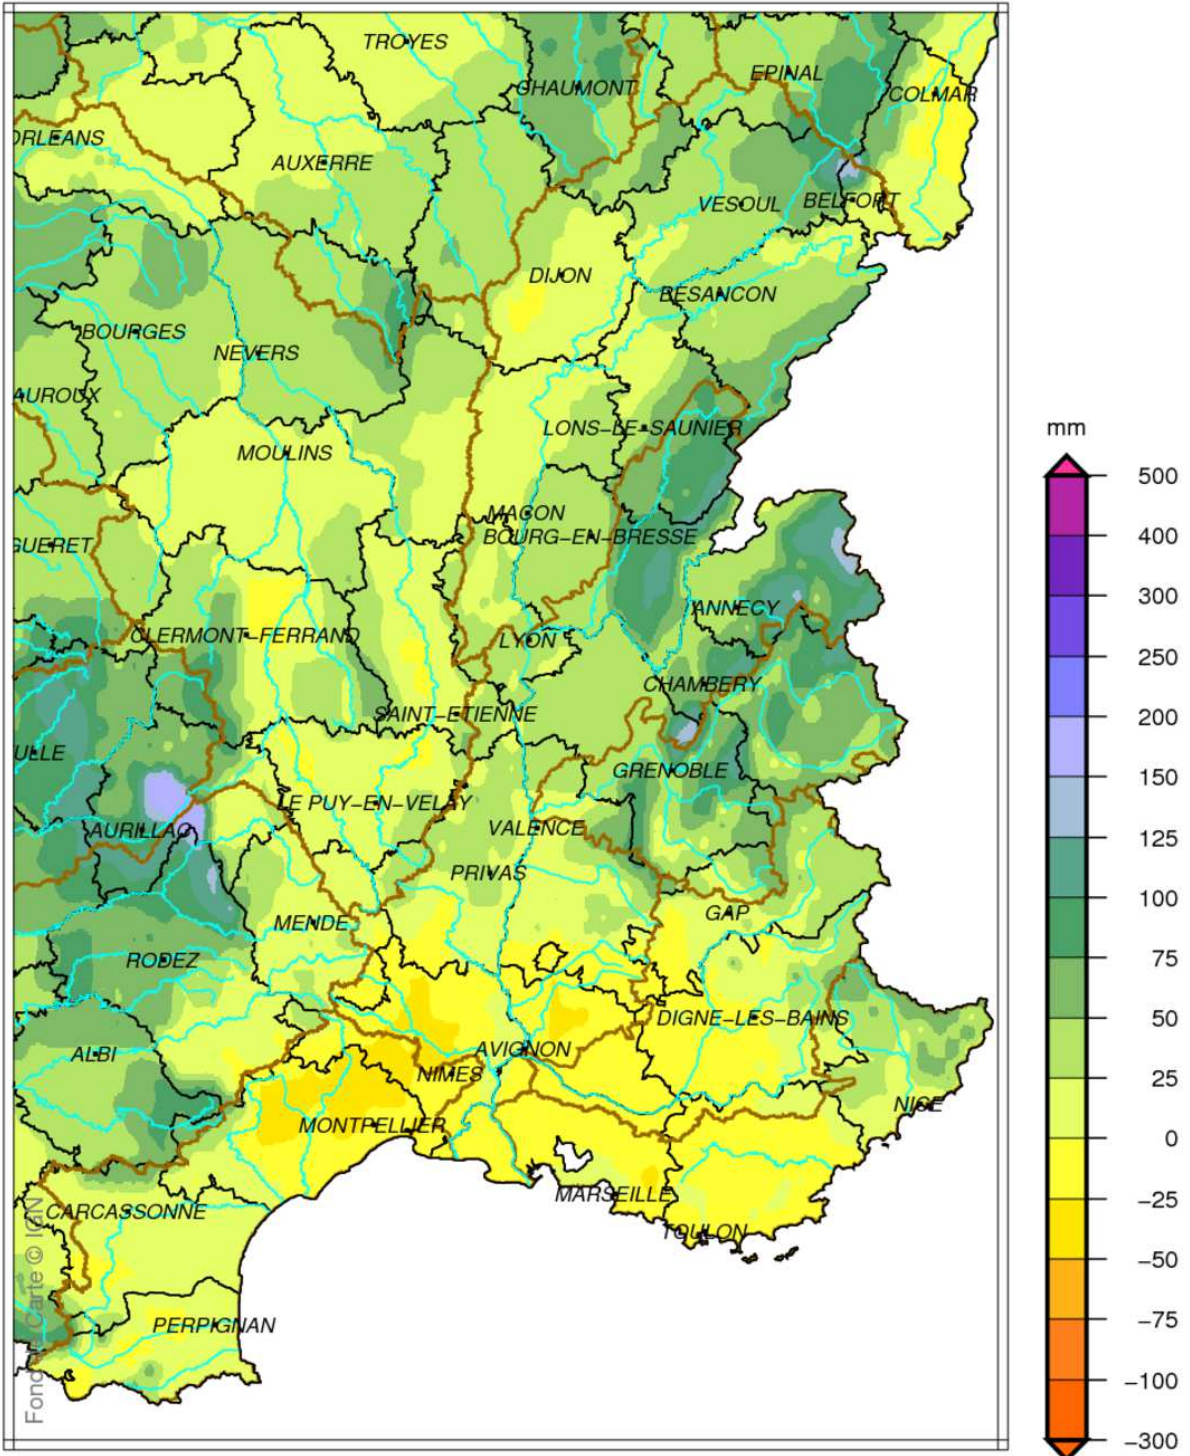 TROYES
EPINAL
CHAUMONT
COLMAR
ORLEANS
AUXERRE
VESOUL
BELFORT
DIJON
BESANCON
BOURGES
NEVERS
AUROUX
LONS-LE-SAUNIER
mm
MOULINS
500
MACON
400
BOURG-EN-BRESSE
GUERET
300
ANNECY
CLERMONT-FERRAND
LYON
250
CHAMBERY
SAINT-ETIENNE
200
ULLE
GRENOBLE
150
LE PUY-EN-VELAY
AURILLAC
VALENCE
125
PRIVAS
100
GAP
MENDE
75
RODEZ
50
DIGNE-LES-BAINS
ALBI
AVIGNON
NIMES
25
NICE
MONTPELLIER
0
MARSEILLE
-25
CARCASSONNE
TOULON
-50
PERPIGNAN
-75
-100
-300
Fond de Carte © IGN